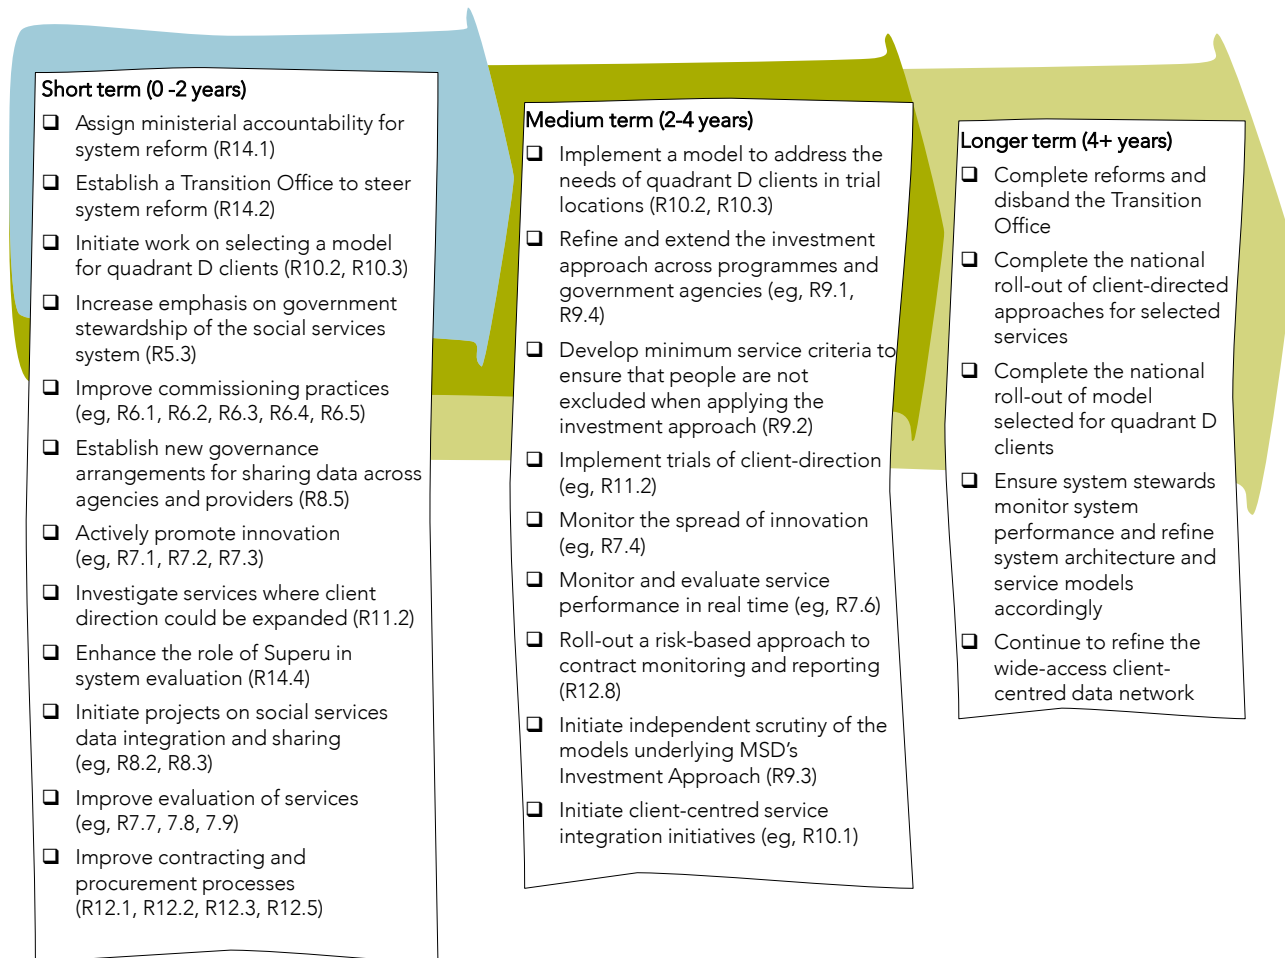 Short term (0 -2 years)
❑ Assign ministerial accountability for
system reform (R14.1)
❑ Establish a Transition Office to steer
system reform (R14.2)
❑ Initiate work on selecting a model
for quadrant D clients (R10.2, R10.3)
❑ Increase emphasis on government
stewardship of the social services
system (R5.3)
❑ Improve commissioning practices
(eg, R6.1, R6.2, R6.3, R6.4, R6.5)
❑ Establish new governance
arrangements for sharing data across
agencies and providers (R8.5)
❑ Actively promote innovation
(eg, R7.1, R7.2, R7.3)
❑ Investigate services where client
direction could be expanded (R11.2)
❑ Enhance the role of Superu in
system evaluation (R14.4)
❑ Initiate projects on social services
data integration and sharing
(eg, R8.2, R8.3)
❑ Improve evaluation of services
(eg, R7.7, 7.8, 7.9)
❑ Improve contracting and
procurement processes
(R12.1, R12.2, R12.3, R12.5)
Medium term (2-4 years)
❑ Implement a model to address the
needs of quadrant D clients in trial
locations (R10.2, R10.3)
❑ Refine and extend the investment
approach across programmes and
government agencies (eg, R9.1,
R9.4)
❑ Develop minimum service criteria to
ensure that people are not
excluded when applying the
investment approach (R9.2)
❑ Implement trials of client-direction
(eg, R11.2)
❑ Monitor the spread of innovation
(eg, R7.4)
❑ Monitor and evaluate service
performance in real time (eg, R7.6)
❑ Roll-out a risk-based approach to
contract monitoring and reporting
(R12.8)
❑ Initiate independent scrutiny of the
models underlying MSD's
Investment Approach (R9.3)
❑ Initiate client-centred service
integration initiatives (eg, R10.1)
Longer term (4+ years)
❑ Complete reforms and
disband the Transition
Office
❑ Complete the national
roll-out of client-directed
approaches for selected
services
❑ Complete the national
roll-out of model
selected for quadrant D
clients
❑ Ensure system stewards
monitor system
performance and refine
system architecture and
service models
accordingly
❑ Continue to refine the
wide-access client-
centred data network